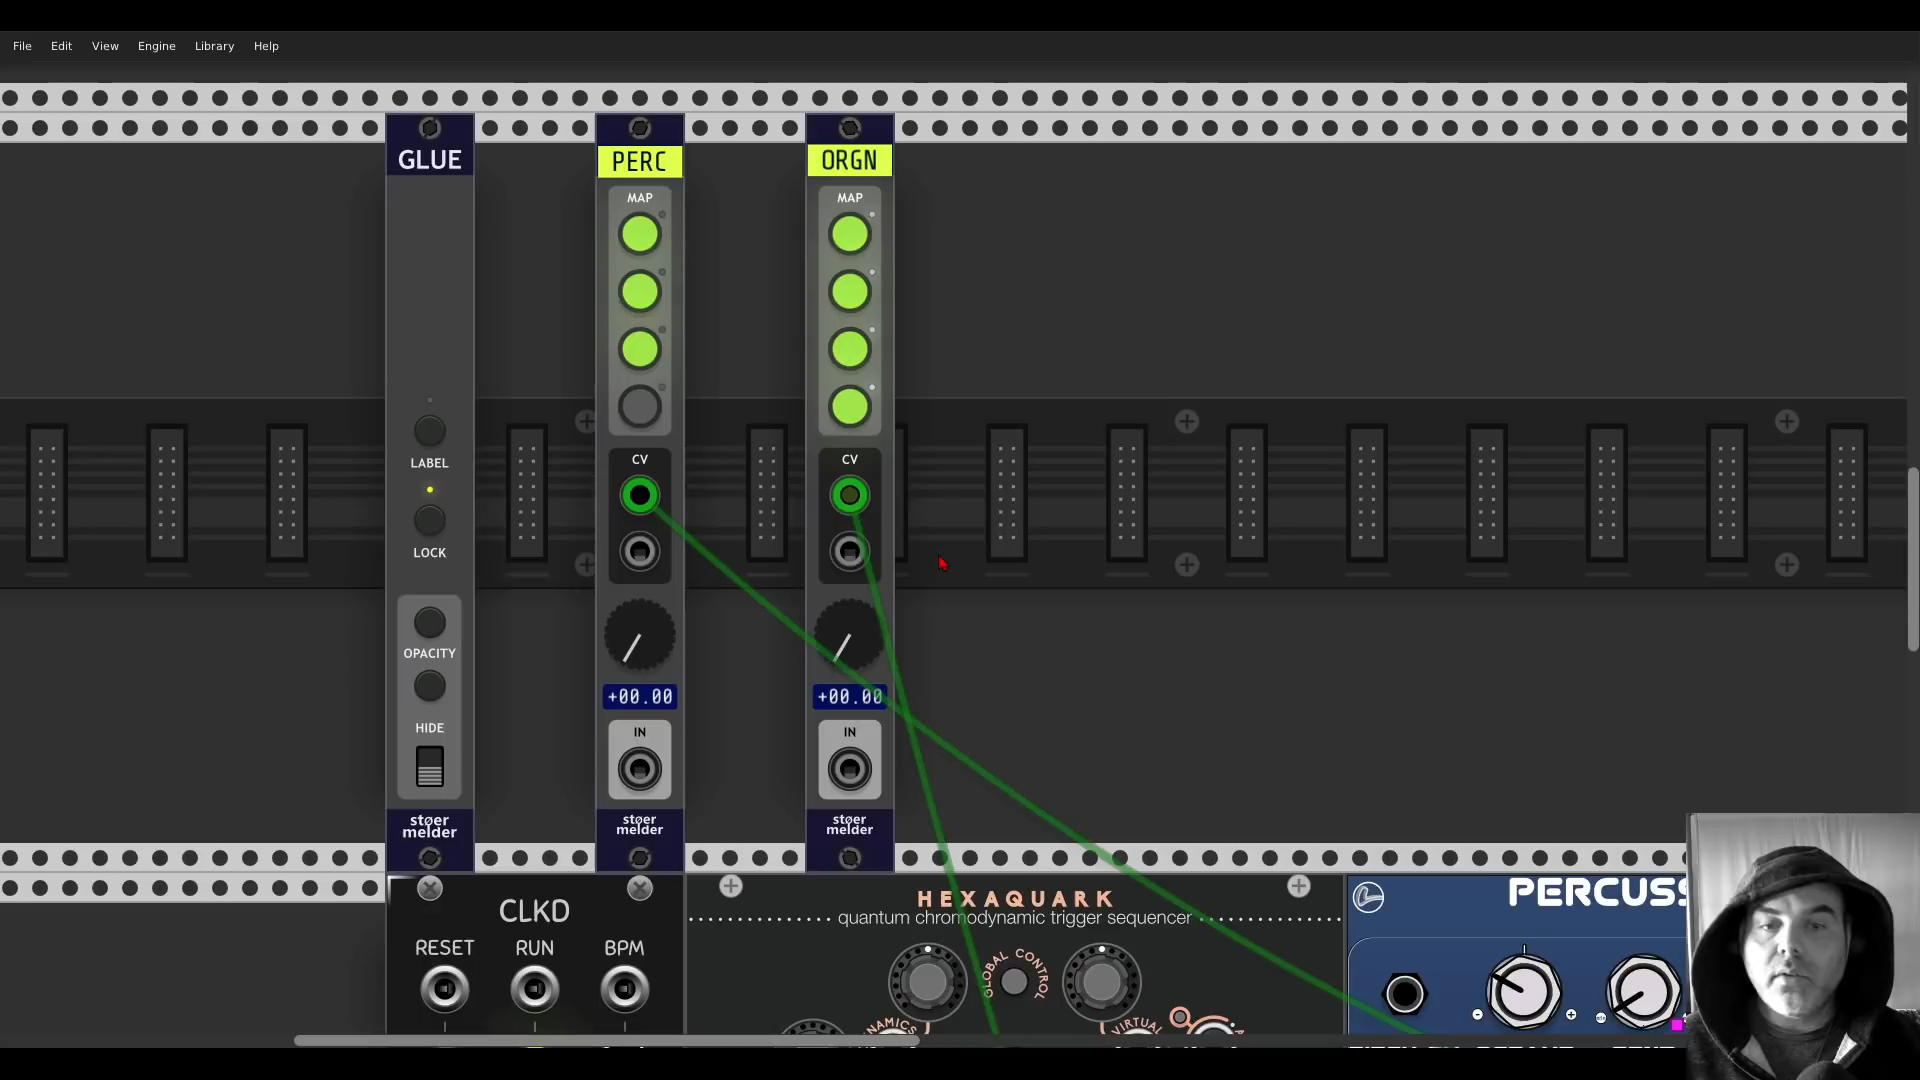 File Edit View Engine Library Help
GLUE
LABEL
LOCK
OPACITY
HIDE
støer
melder
PERC
MAP
CV
+00.00
IN
støer
melder
ORGN
MAP
CV
+00.00
IN
støer
melder
CLKD
RESET RUN BPM
HEXAQUARK
quantum chromodynamic trigger sequencer
GLOBAL CONTROL
VIRTUAL
PERCUSS